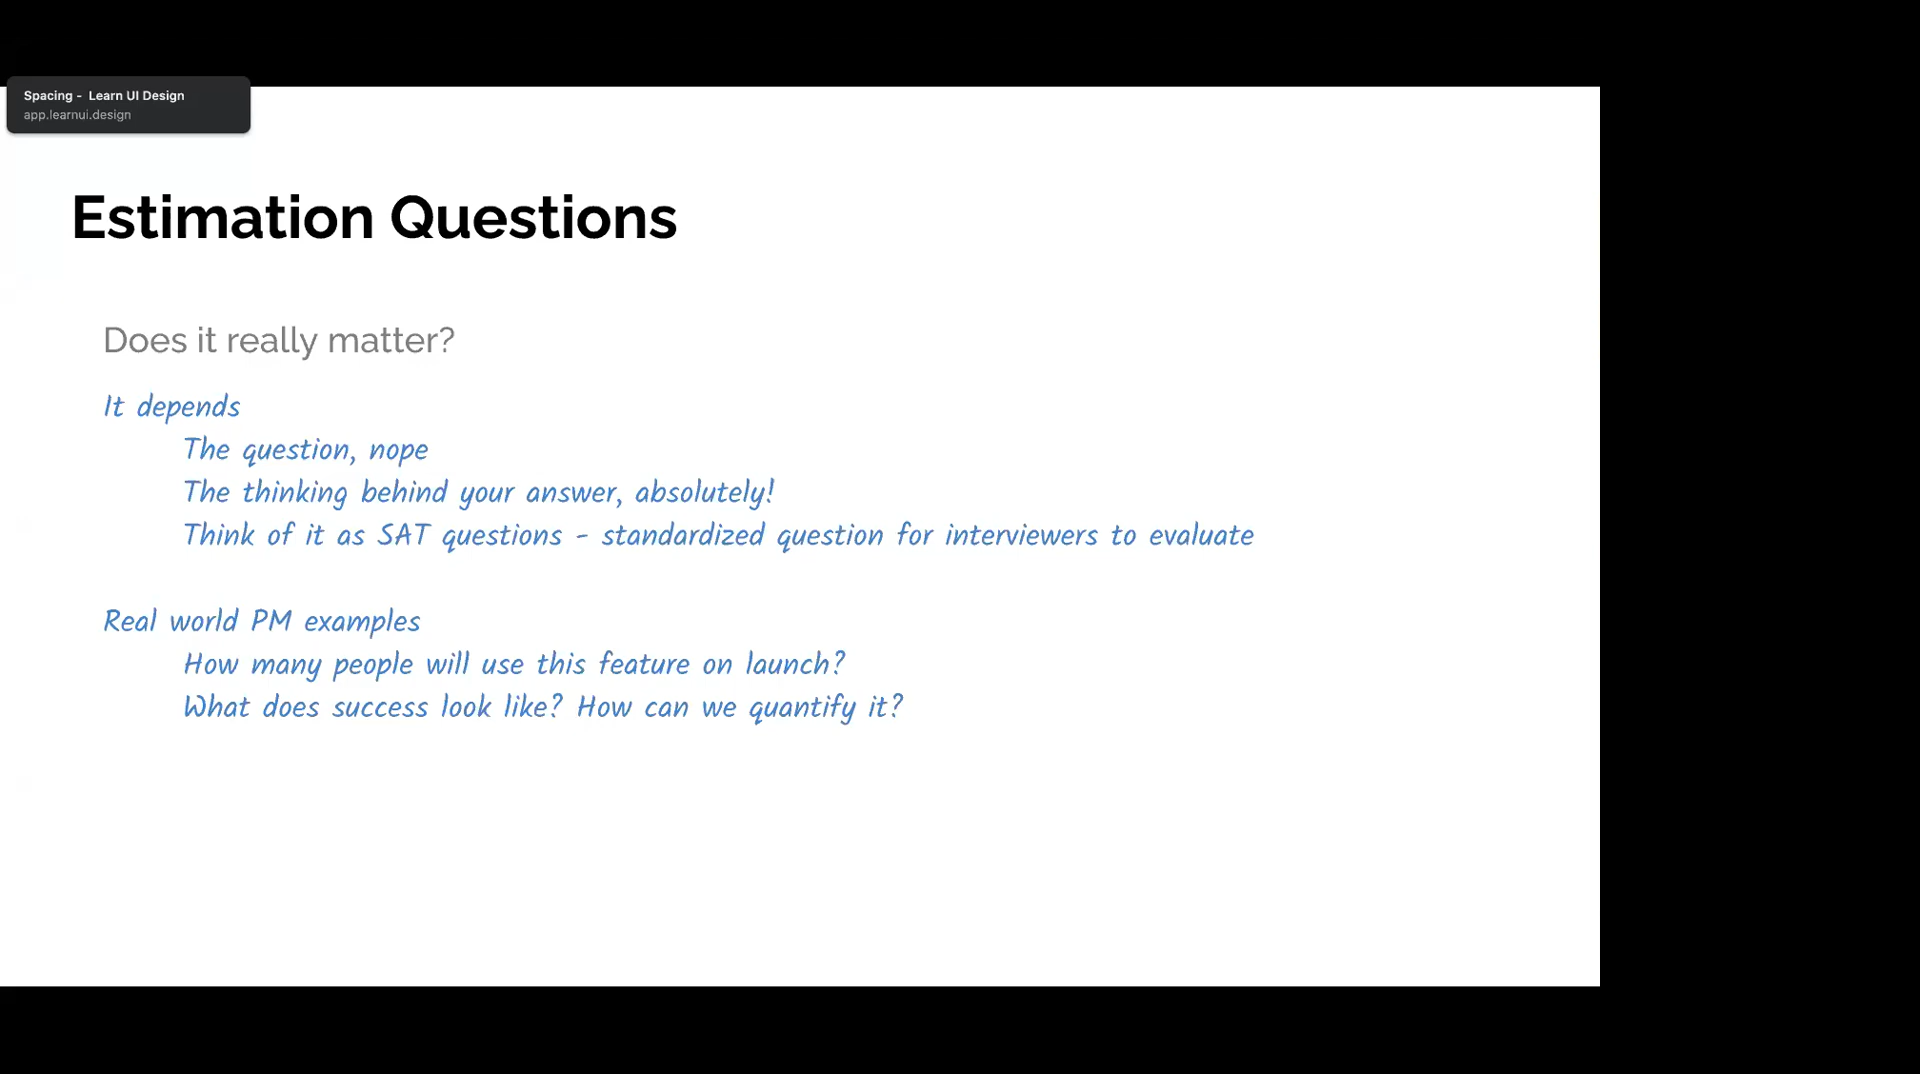 Spacing - Learn UI Design
app.learnui.design
Estimation Questions
Does it really matter?
It depends
The question, nope
The thinking behind your answer, absolutely!
Think of it as SAT questions - standardized question for interviewers to evaluate
Real world PM examples
How many people will use this feature on launch?
What does success look like? How can we quantify it?